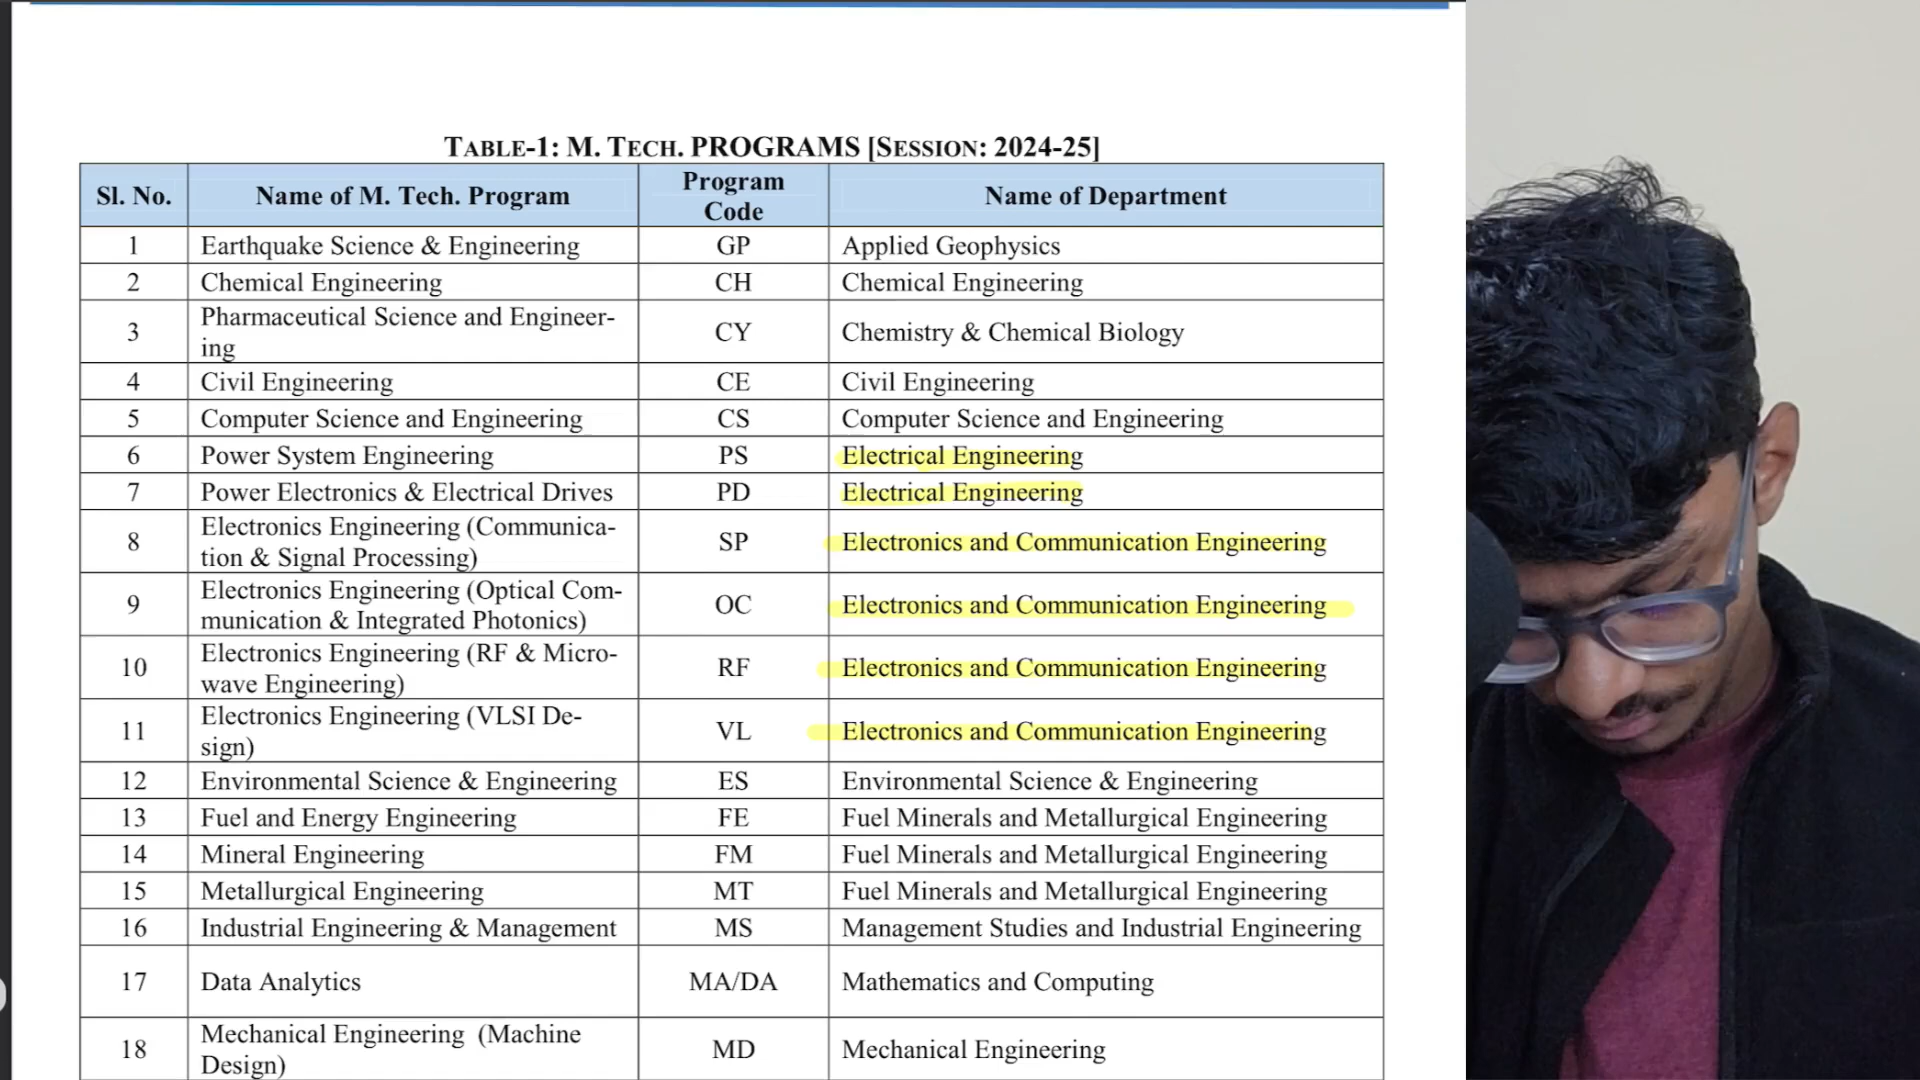 TABLE-1: M. TECH. PROGRAMS [SESSION: 2024-25]
Sl. No. Name of M. Tech. Program Program Code Name of Department
1 Earthquake Science & Engineering GP Applied Geophysics
2 Chemical Engineering CH Chemical Engineering
3 Pharmaceutical Science and Engineer-
ing CY Chemistry & Chemical Biology
4 Civil Engineering CE Civil Engineering
5 Computer Science and Engineering CS Computer Science and Engineering
6 Power System Engineering PS Electrical Engineering
7 Power Electronics & Electrical Drives PD Electrical Engineering
8 Electronics Engineering (Communica-
tion & Signal Processing) SP Electronics and Communication Engineering
9 Electronics Engineering (Optical Com-
munication & Integrated Photonics) OC Electronics and Communication Engineering
10 Electronics Engineering (RF & Micro-
wave Engineering) RF Electronics and Communication Engineering
11 Electronics Engineering (VLSI De-
sign) VL Electronics and Communication Engineering
12 Environmental Science & Engineering ES Environmental Science & Engineering
13 Fuel and Energy Engineering FE Fuel Minerals and Metallurgical Engineering
14 Mineral Engineering FM Fuel Minerals and Metallurgical Engineering
15 Metallurgical Engineering MT Fuel Minerals and Metallurgical Engineering
16 Industrial Engineering & Management MS Management Studies and Industrial Engineering
17 Data Analytics MA/DA Mathematics and Computing
18 Mechanical Engineering (Machine
Design) MD Mechanical Engineering